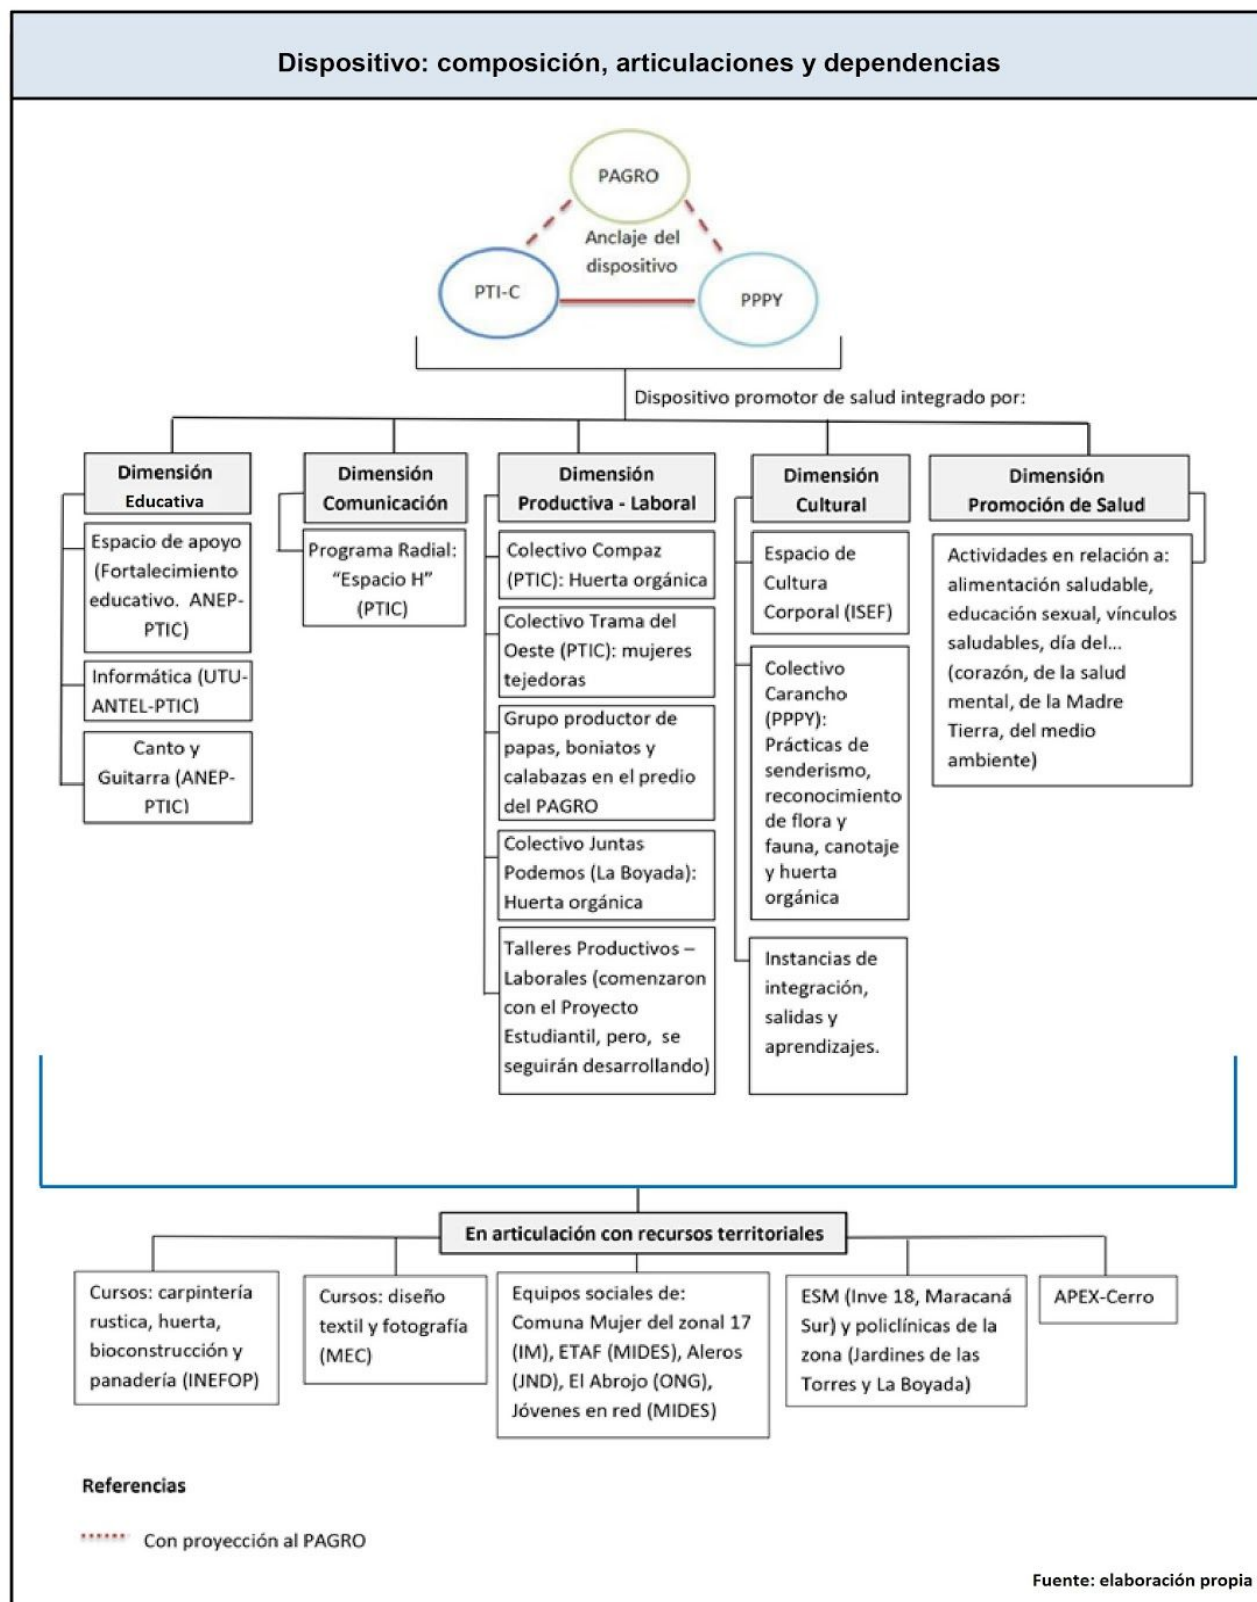 Dispositivo: composición, articulaciones y dependencias
PAGRO
Anclaje del
dispositivo
PTI-C
PPPY
Dispositivo promotor de salud integrado por:
Dimensión
Educativa
Espacio de apoyo
(Fortalecimiento
educativo. ANEP-
PTIC)
Informática (UTU-
ANTEL-PTIC)
Canto y
Guitarra (ANEP-
PTIC)
Dimensión
Comunicación
Programa Radial:
“Espacio H”
(PTIC)
Dimensión
Productiva - Laboral
Colectivo Compaz
(PTIC): Huerta orgánica
Colectivo Trama del
Oeste (PTIC): mujeres
tejedoras
Grupo productor de
papas, boniatos y
calabazas en el predio
del PAGRO
Colectivo Juntas
Podemos (La Boyada):
Huerta orgánica
Talleres Productivos –
Laborales (comenzaron
con el Proyecto
Estudiantil, pero, se
seguirán desarrollando)
Dimensión
Cultural
Espacio de
Cultura
Corporal (ISEF)
Colectivo
Carancho
(PPPY):
Prácticas de
senderismo,
reconocimiento
de flora y
fauna, canotaje
y huerta
orgánica
Instancias de
integración,
salidas y
aprendizajes.
Dimensión
Promoción de Salud
Actividades en relación a:
alimentación saludable,
educación sexual, vínculos
saludables, día del...
(corazón, de la salud
mental, de la Madre
Tierra, del medio
ambiente)
En articulación con recursos territoriales
Cursos: carpintería
rustica, huerta,
bioconstrucción y
panadería (INEFOP)
Cursos: diseño
textil y fotografía
(MEC)
Equipos sociales de:
Comuna Mujer del zonal 17
(IM), ETAF (MIDES), Aleros
(JND), El Abrojo (ONG),
Jóvenes en red (MIDES)
ESM (Inve 18, Maracaná
Sur) y policlínicas de la
zona (Jardines de las
Torres y La Boyada)
APEX-Cerro
Referencias
Con proyección al PAGRO
Fuente: elaboración propia